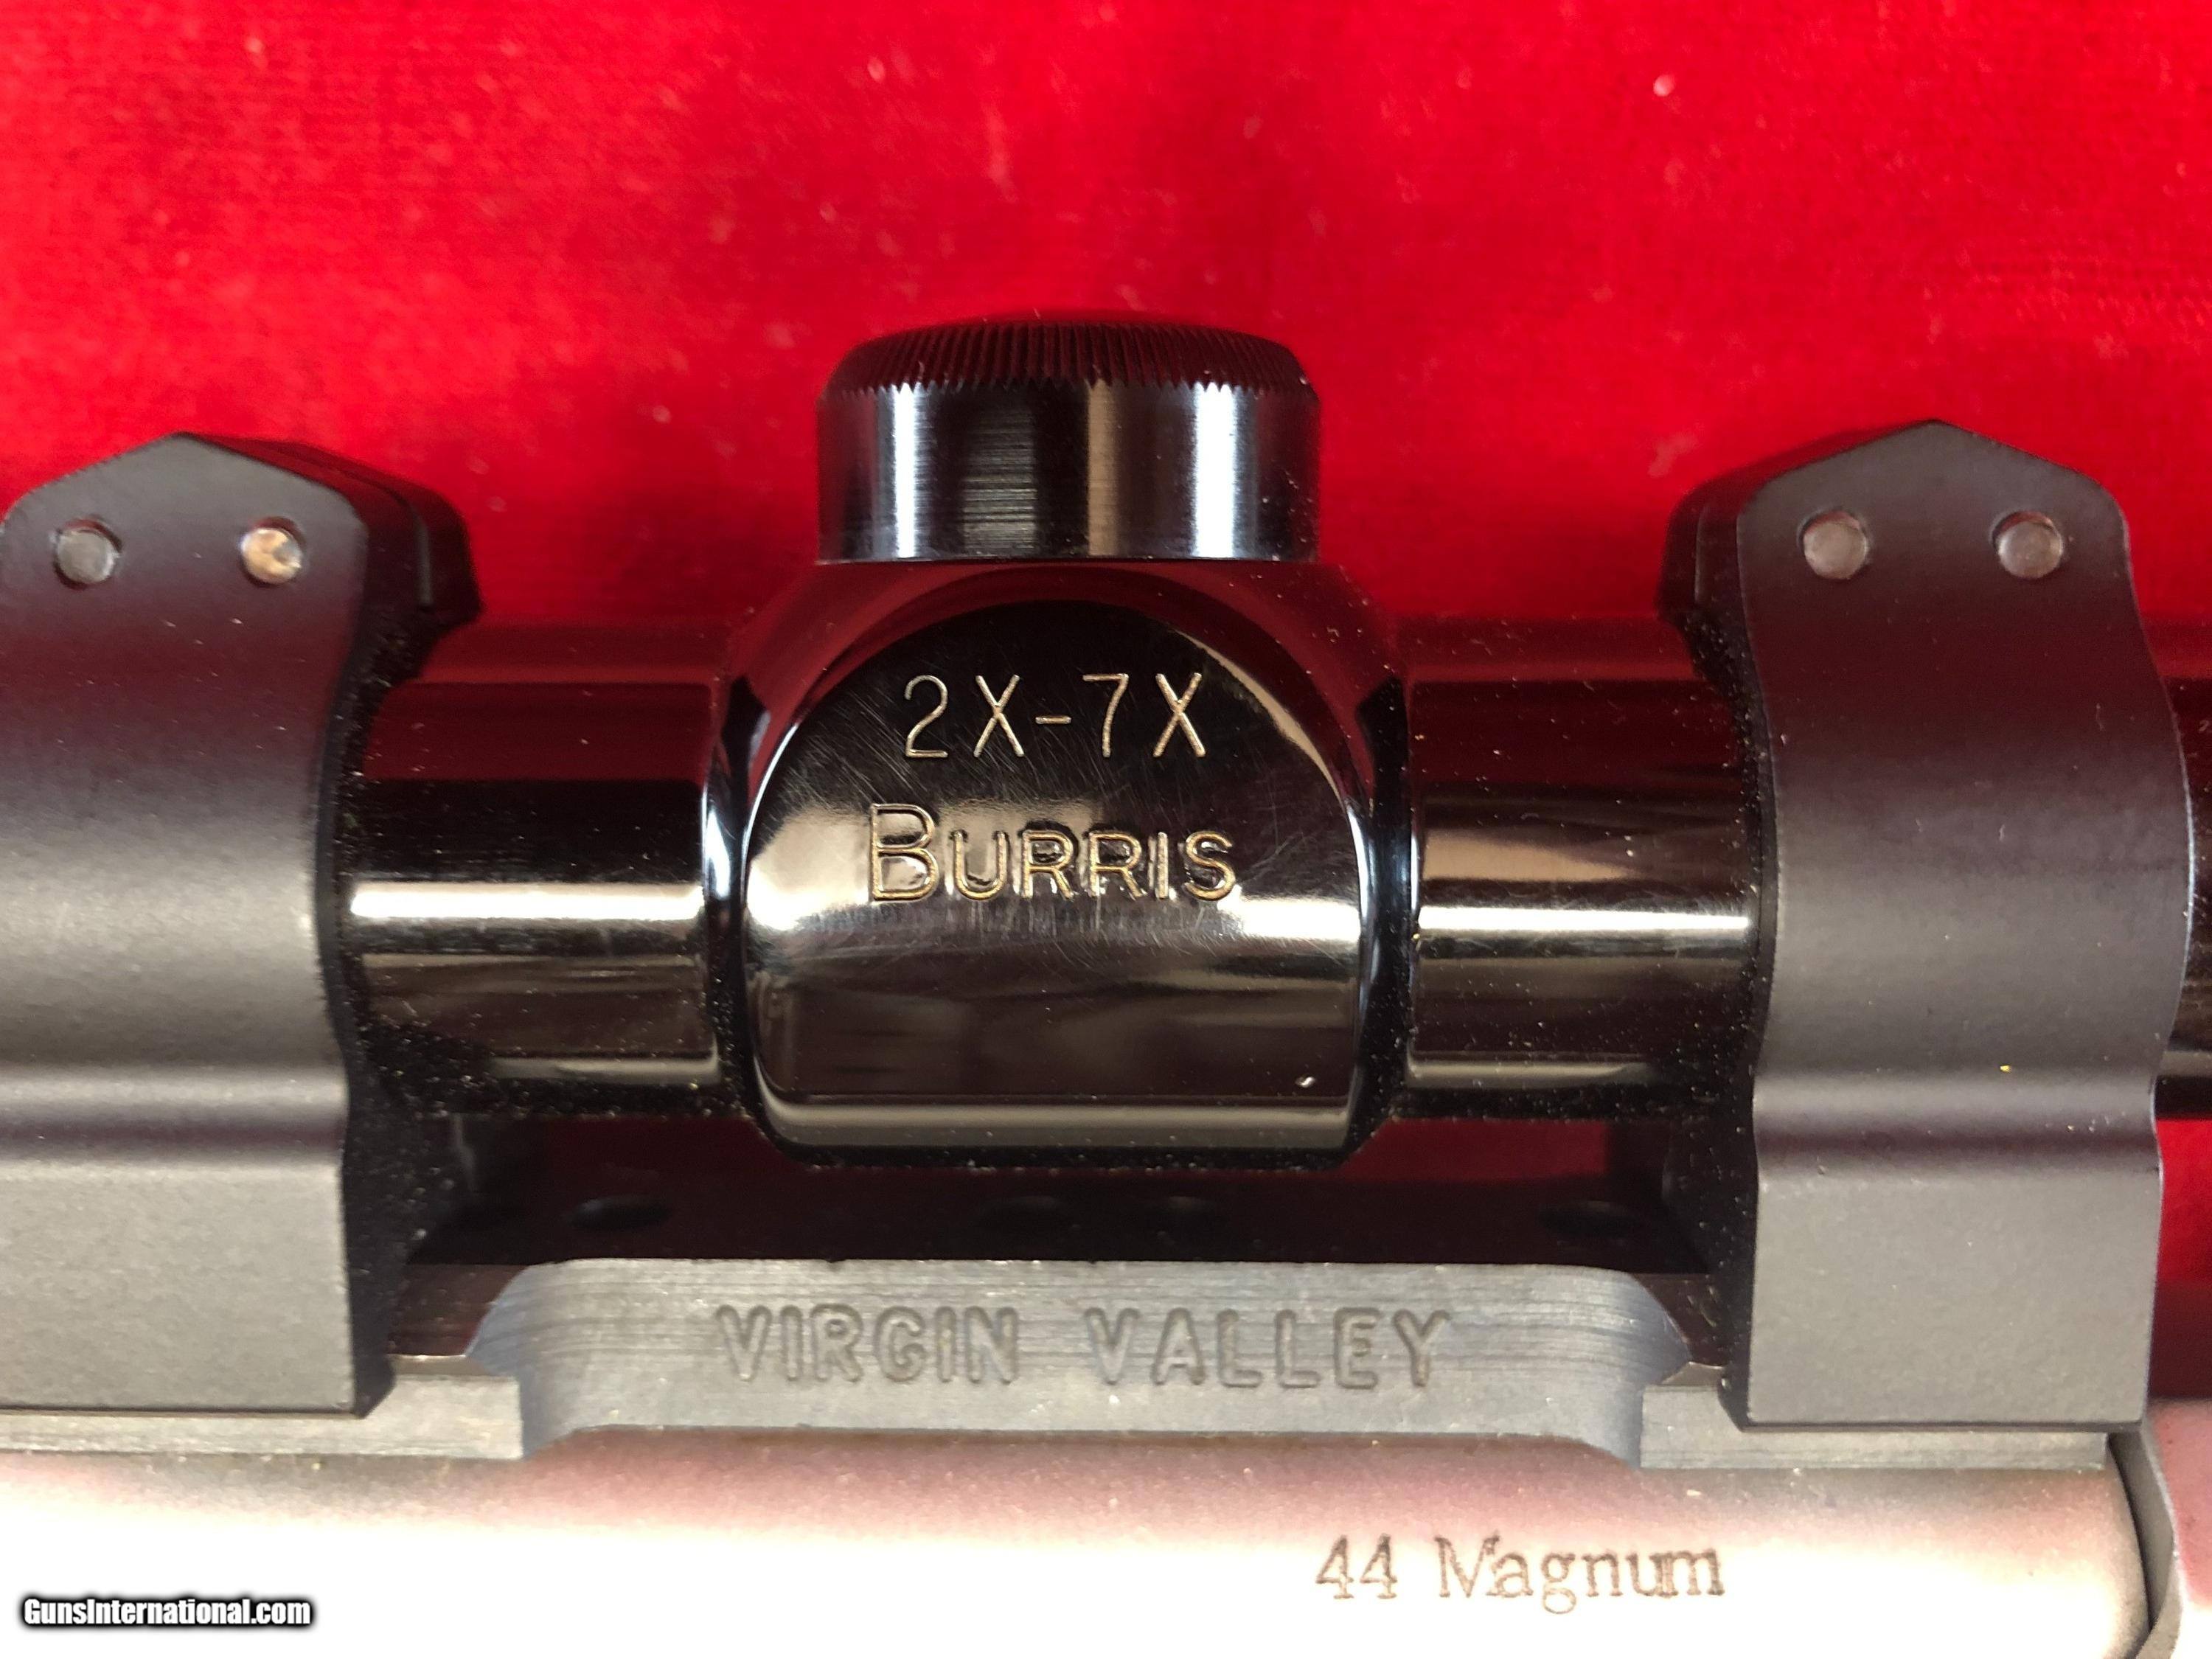 2X-7X
BURRIS
VIRGIN VALLEY
44 Magnum
GunsInternational.com